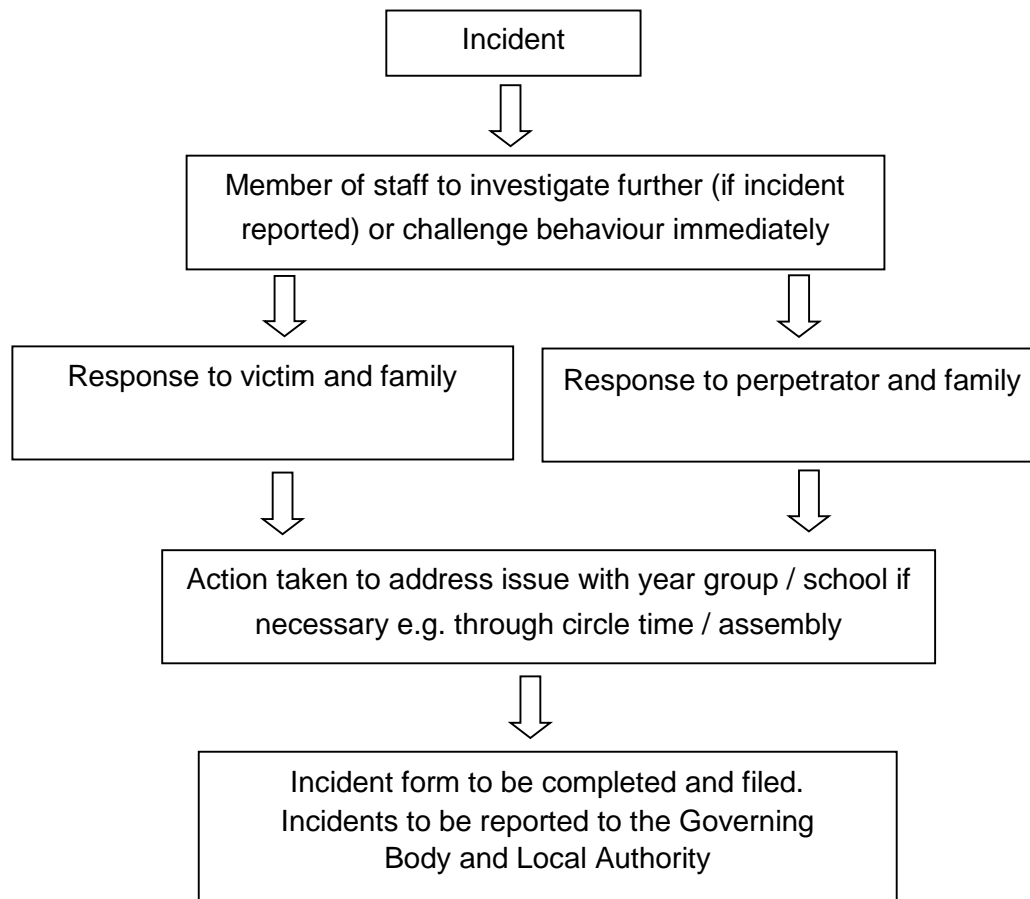 Incident
Member of staff to investigate further (if incident
reported) or challenge behaviour immediately
Response to victim and family
Response to perpetrator and family
Action taken to address issue with year group / school if
necessary e.g. through circle time / assembly
Incident form to be completed and filed.
Incidents to be reported to the Governing
Body and Local Authority